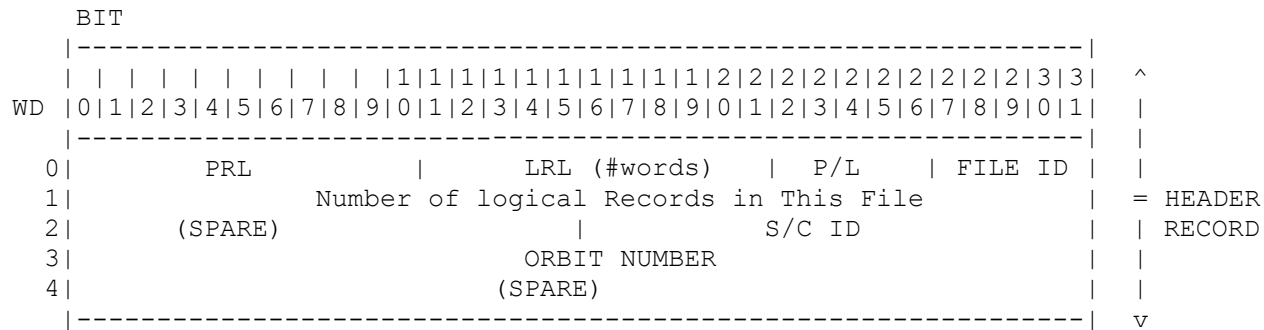 BIT
|---------------------------------------------------------------|
| | | | | | | | | | |1|1|1|1|1|1|1|1|1|1|2|2|2|2|2|2|2|2|2|2|3|3| ^
WD |0|1|2|3|4|5|6|7|8|9|0|1|2|3|4|5|6|7|8|9|0|1|2|3|4|5|6|7|8|9|0|1| |
|---------------------------------------------------------------| |
0| PRL | LRL (#words) | P/L | FILE ID | |
1| Number of logical Records in This File | = HEADER
2| (SPARE) | S/C ID | | RECORD
3| ORBIT NUMBER | |
4| (SPARE) | |
|---------------------------------------------------------------| v